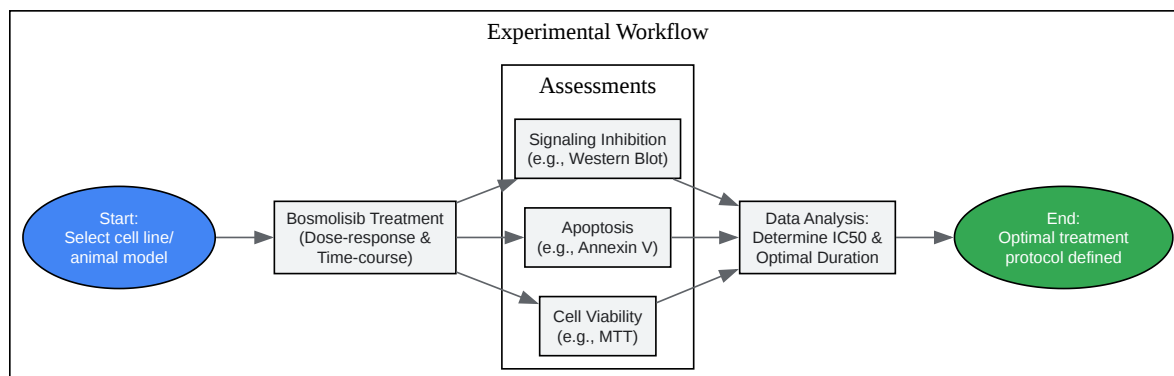 Experimental Workflow
Assessments
Signaling Inhibition
(e.g., Western Blot)
Start:
Select cell line/
animal model
Bosmolisib Treatment
(Dose-response &
Time-course)
Apoptosis
(e.g., Annexin V)
Data Analysis:
Determine IC50 &
Optimal Duration
End:
Optimal treatment
protocol defined
Cell Viability
(e.g., MTT)